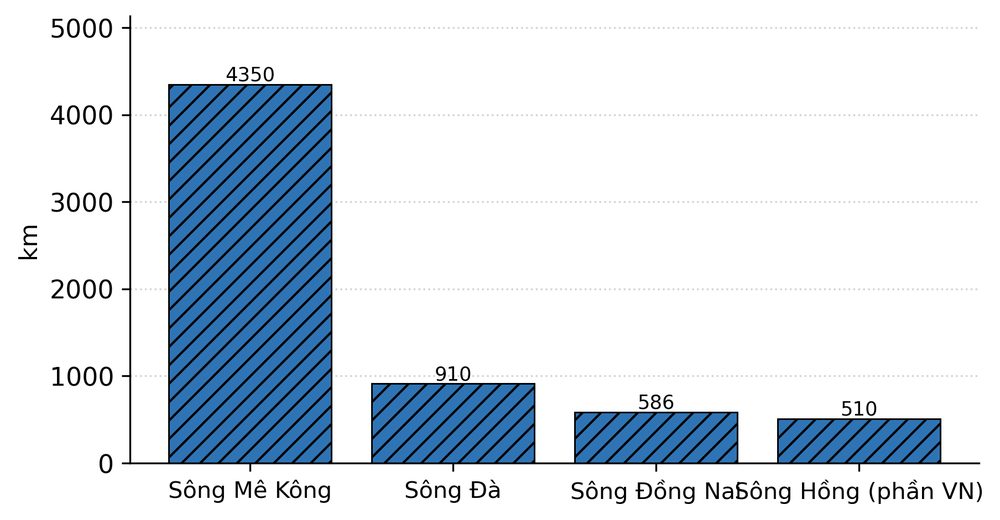 5000
4000
3000
2000
1000
0
km
4350
910
586
510
Sông Mê Kông
Sông Đà
Sông Đồng Nai
Sông Hồng (phần VN)